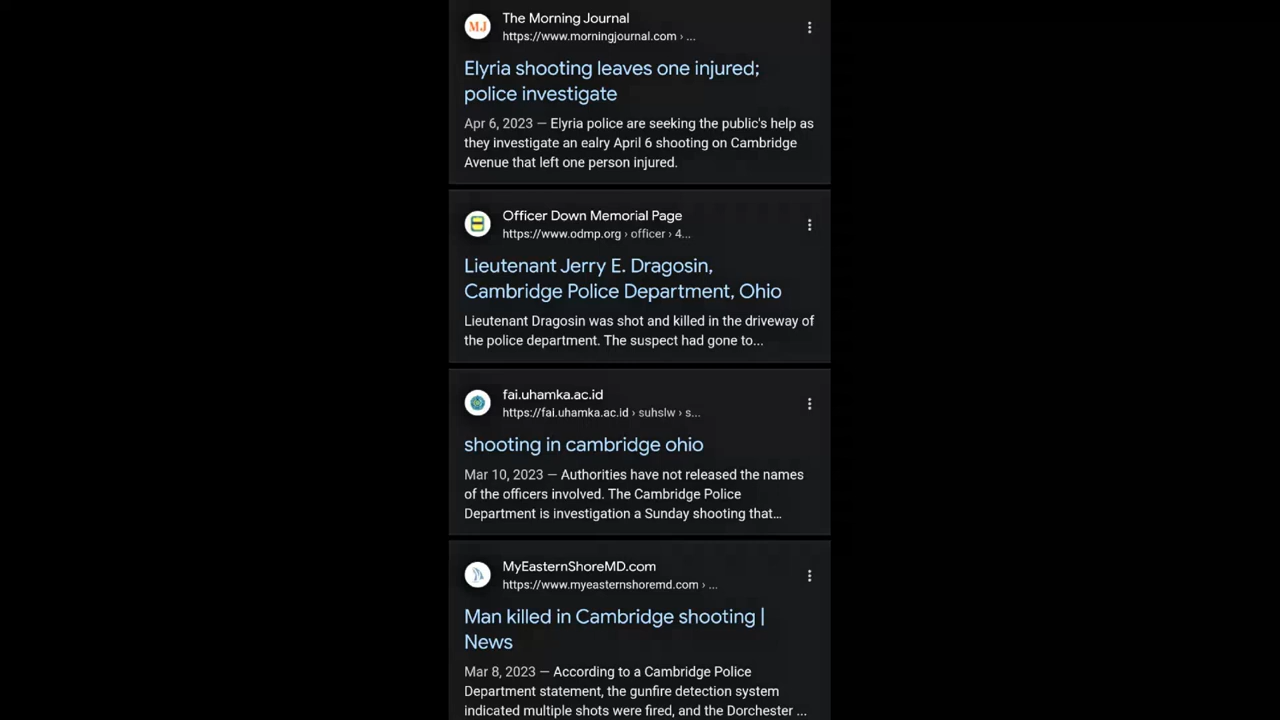 The Morning Journal
MJ
https://www.morningjournal.com › ...
Elyria shooting leaves one injured;
police investigate
Apr 6, 2023 — Elyria police are seeking the public's help as
they investigate an ealry April 6 shooting on Cambridge
Avenue that left one person injured.
Officer Down Memorial Page
https://www.odmp.org › officer › 4...
Lieutenant Jerry E. Dragosin,
Cambridge Police Department, Ohio
Lieutenant Dragosin was shot and killed in the driveway of
the police department. The suspect had gone to...
fai.uhamka.ac.id
https://fai.uhamka.ac.id › suhslw › s...
shooting in cambridge ohio
Mar 10, 2023 — Authorities have not released the names
of the officers involved. The Cambridge Police
Department is investigation a Sunday shooting that...
MyEasternShoreMD.com
https://www.myeasternshoremd.com › ...
Man killed in Cambridge shooting |
News
Mar 8, 2023 — According to a Cambridge Police
Department statement, the gunfire detection system
indicated multiple shots were fired, and the Dorchester ...